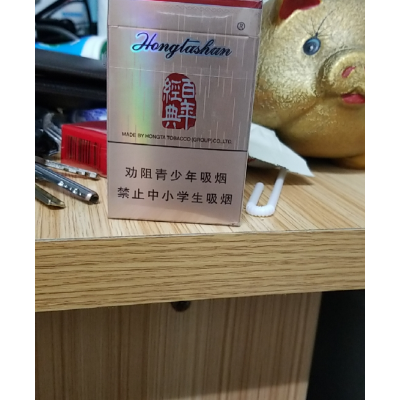 Hongtashan ®
百年
經典
MADE BY HONGTA TOBACCO (GROUP) CO., LTD.
劝阻青少年吸烟
禁止中小学生吸烟